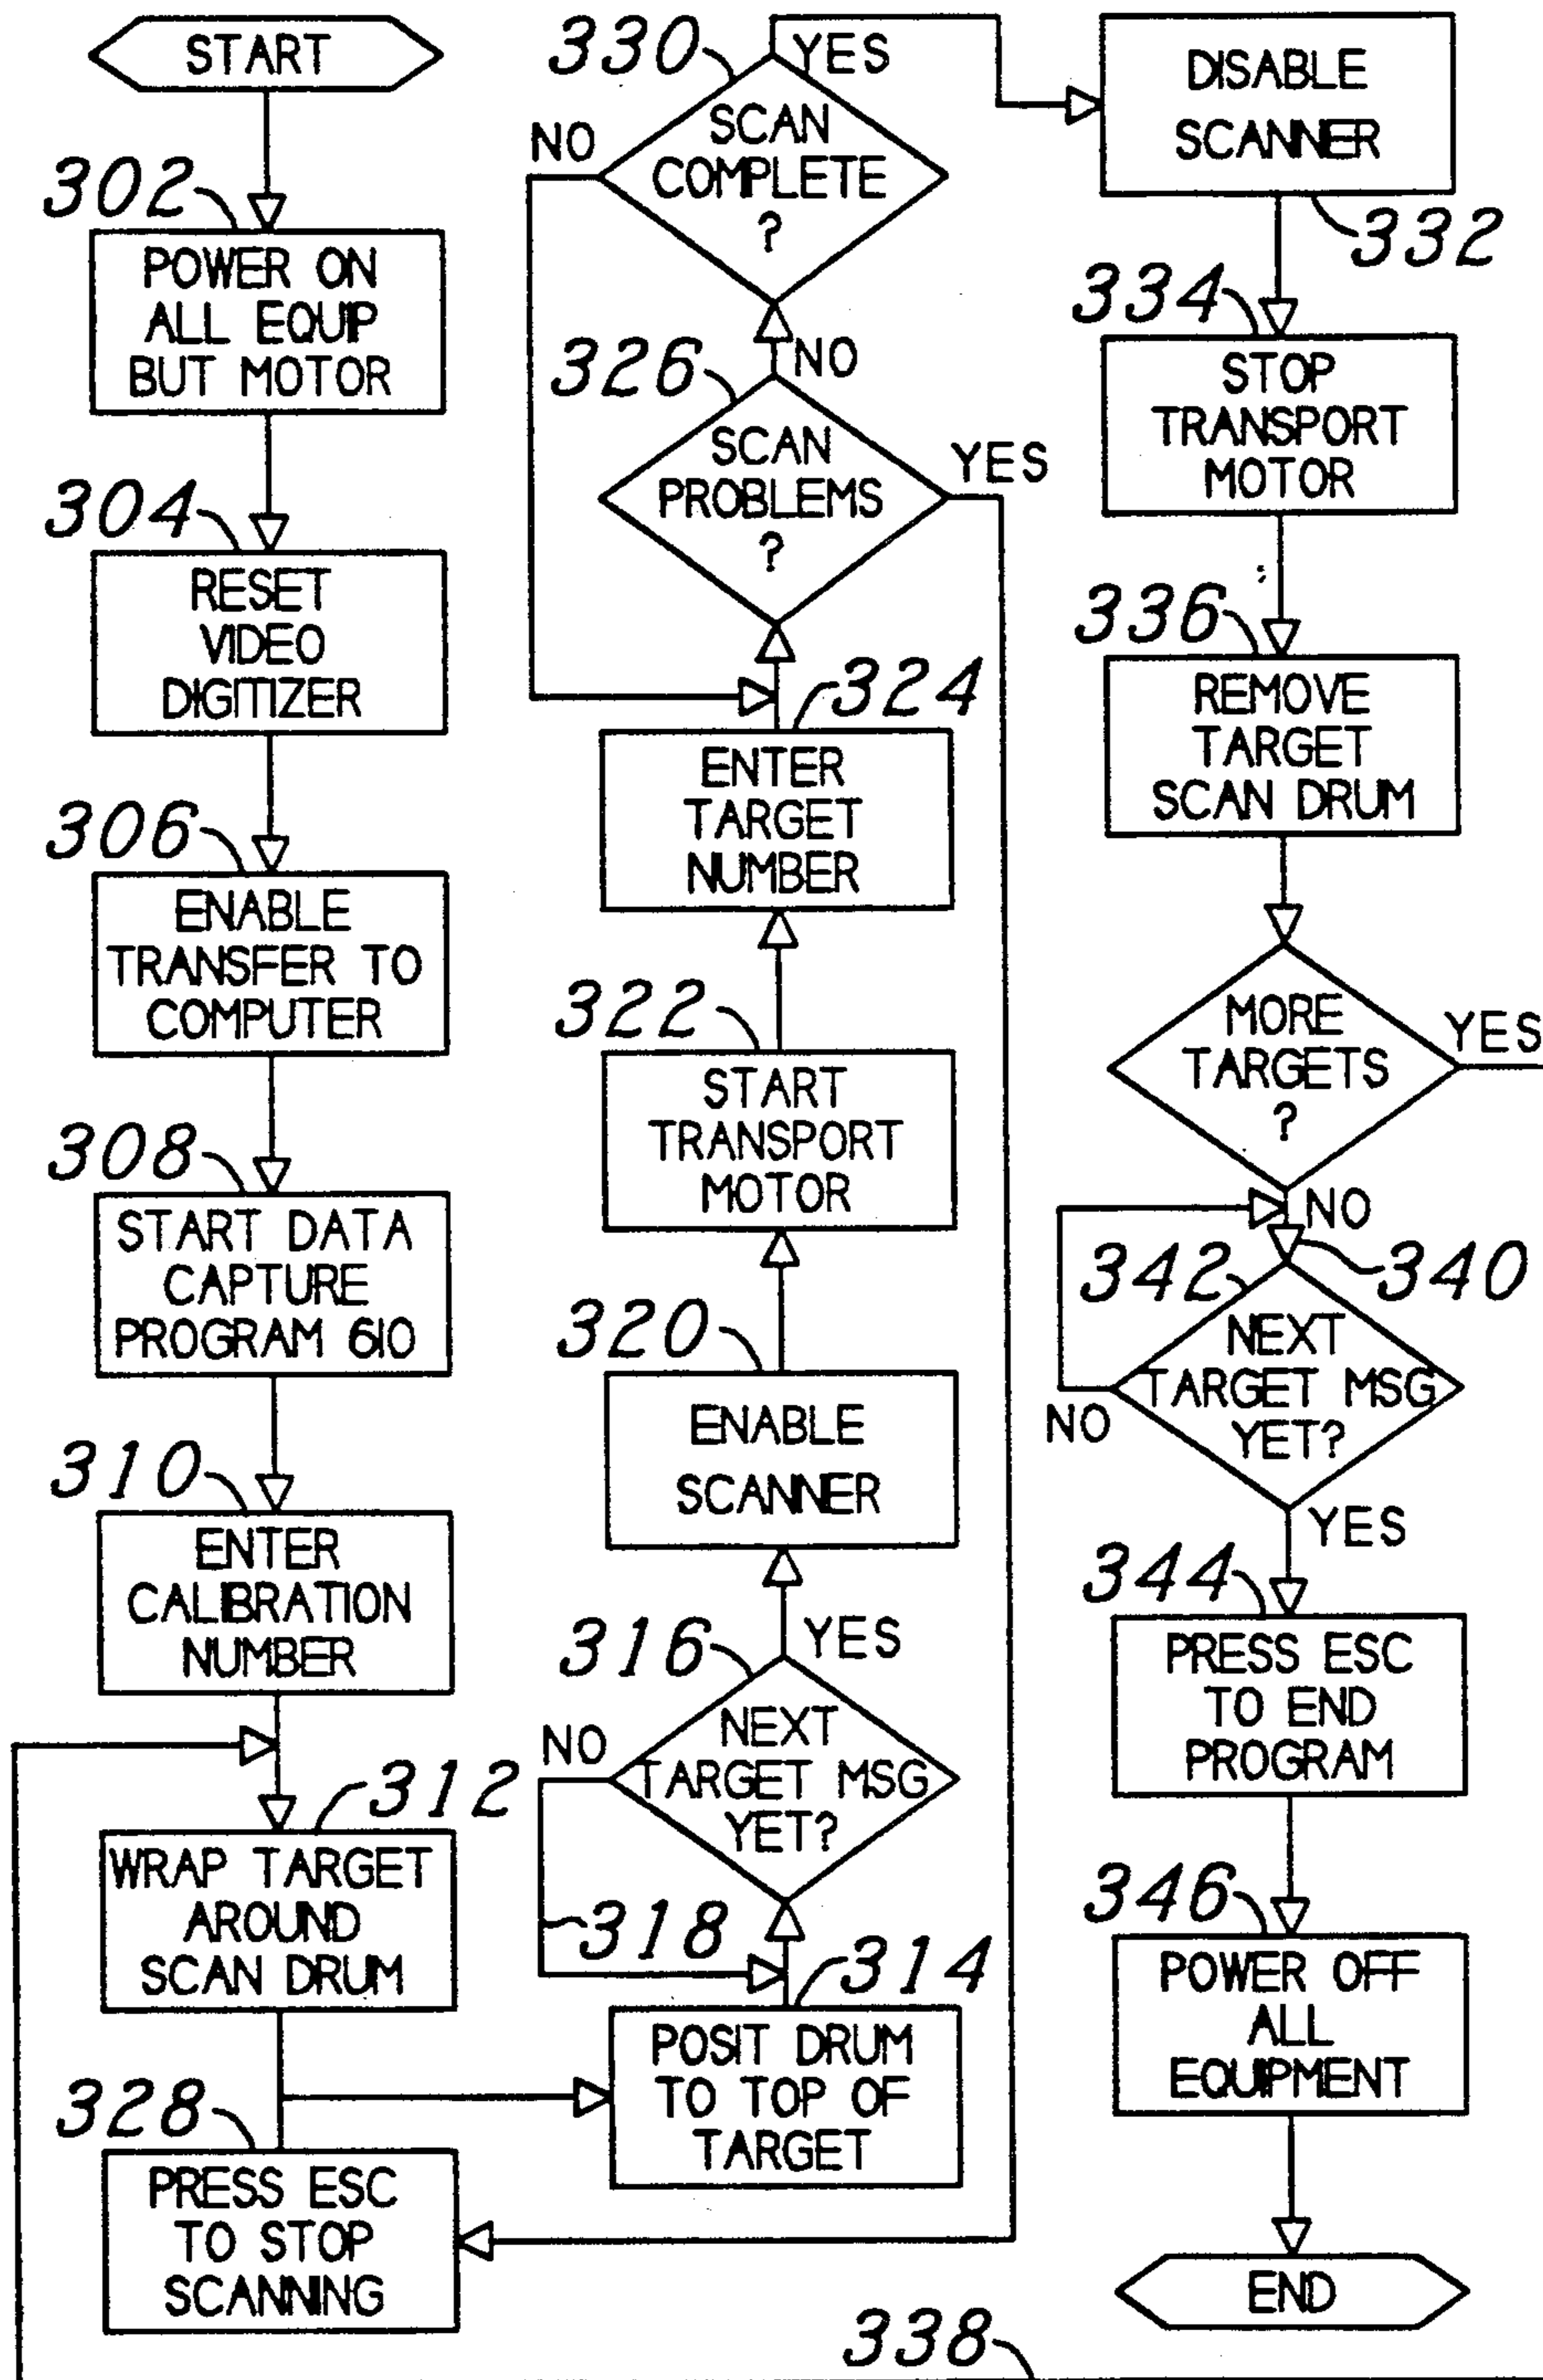 START
302
POWER ON
ALL EQUIP
BUT MOTOR
304
RESET
VIDEO
DIGITIZER
306
ENABLE
TRANSFER TO
COMPUTER
308
START DATA
CAPTURE
PROGRAM 610
310
ENTER
CALIBRATION
NUMBER
312
WRAP TARGET
AROUND
SCAN DRUM
328
PRESS ESC
TO STOP
SCANNING
330
YES
SCAN
COMPLETE
?
NO
326
NO
SCAN
PROBLEMS
?
YES
324
ENTER
TARGET
NUMBER
322
START
TRANSPORT
MOTOR
320
ENABLE
SCANNER
316
YES
NEXT
TARGET MSG
YET?
NO
318
314
POSIT DRUM
TO TOP OF
TARGET
DISABLE
SCANNER
332
334
STOP
TRANSPORT
MOTOR
336
REMOVE
TARGET
SCAN DRUM
MORE
TARGETS
?
YES
NO
342
340
NEXT
TARGET MSG
YET?
NO
YES
344
PRESS ESC
TO END
PROGRAM
346
POWER OFF
ALL
EQUIPMENT
END
338